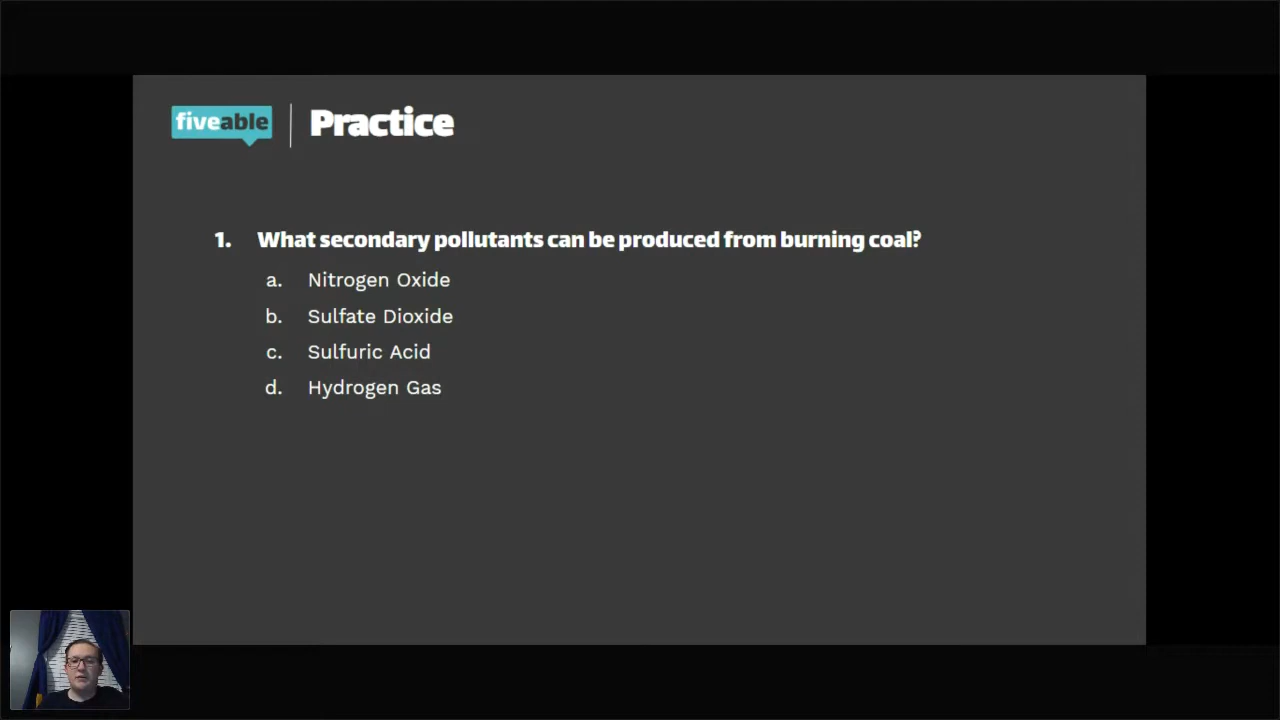 fiveable
Practice
1. What secondary pollutants can be produced from burning coal?
a. Nitrogen Oxide
b. Sulfate Dioxide
c. Sulfuric Acid
d. Hydrogen Gas